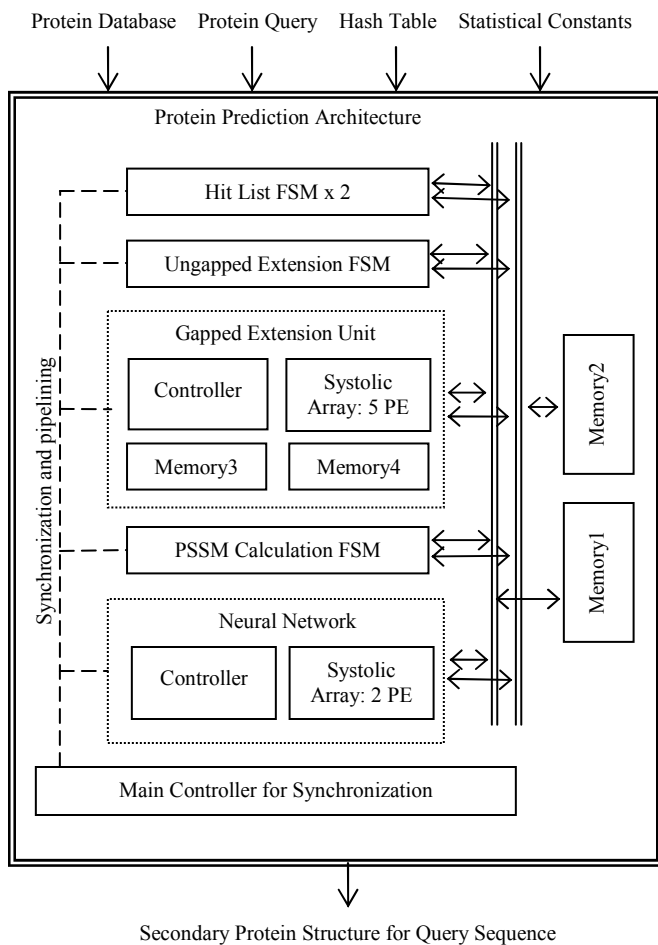 Protein Database
Protein Query
Hash Table
Statistical Constants
Protein Prediction Architecture
Hit List FSM x 2
Ungapped Extension FSM
Gapped Extension Unit
Controller
Systolic
Array: 5 PE
Memory3
Memory4
PSSM Calculation FSM
Neural Network
Controller
Systolic
Array: 2 PE
Main Controller for Synchronization
Synchronization and pipelining
Memory2
Memory1
Secondary Protein Structure for Query Sequence